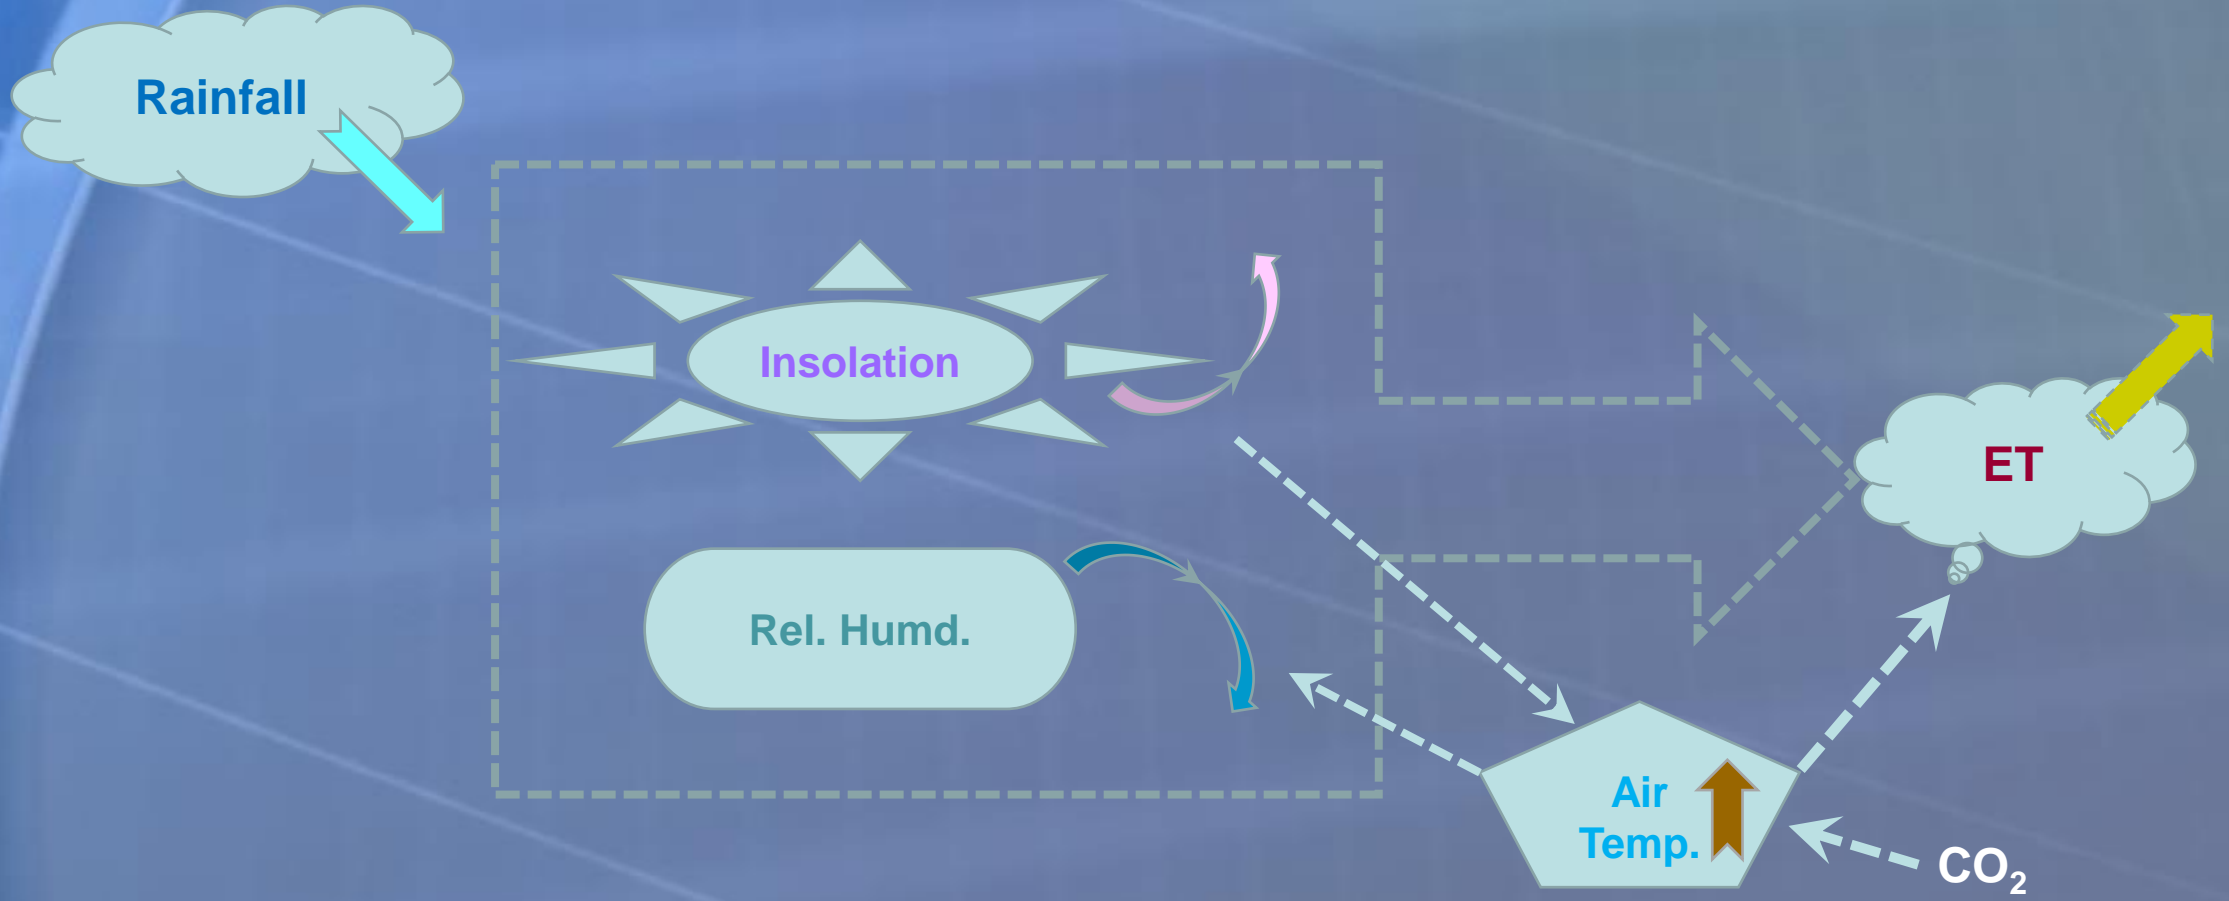 Rainfall
Insolation
ET
Rel. Humd.
Air
Temp.
CO₂